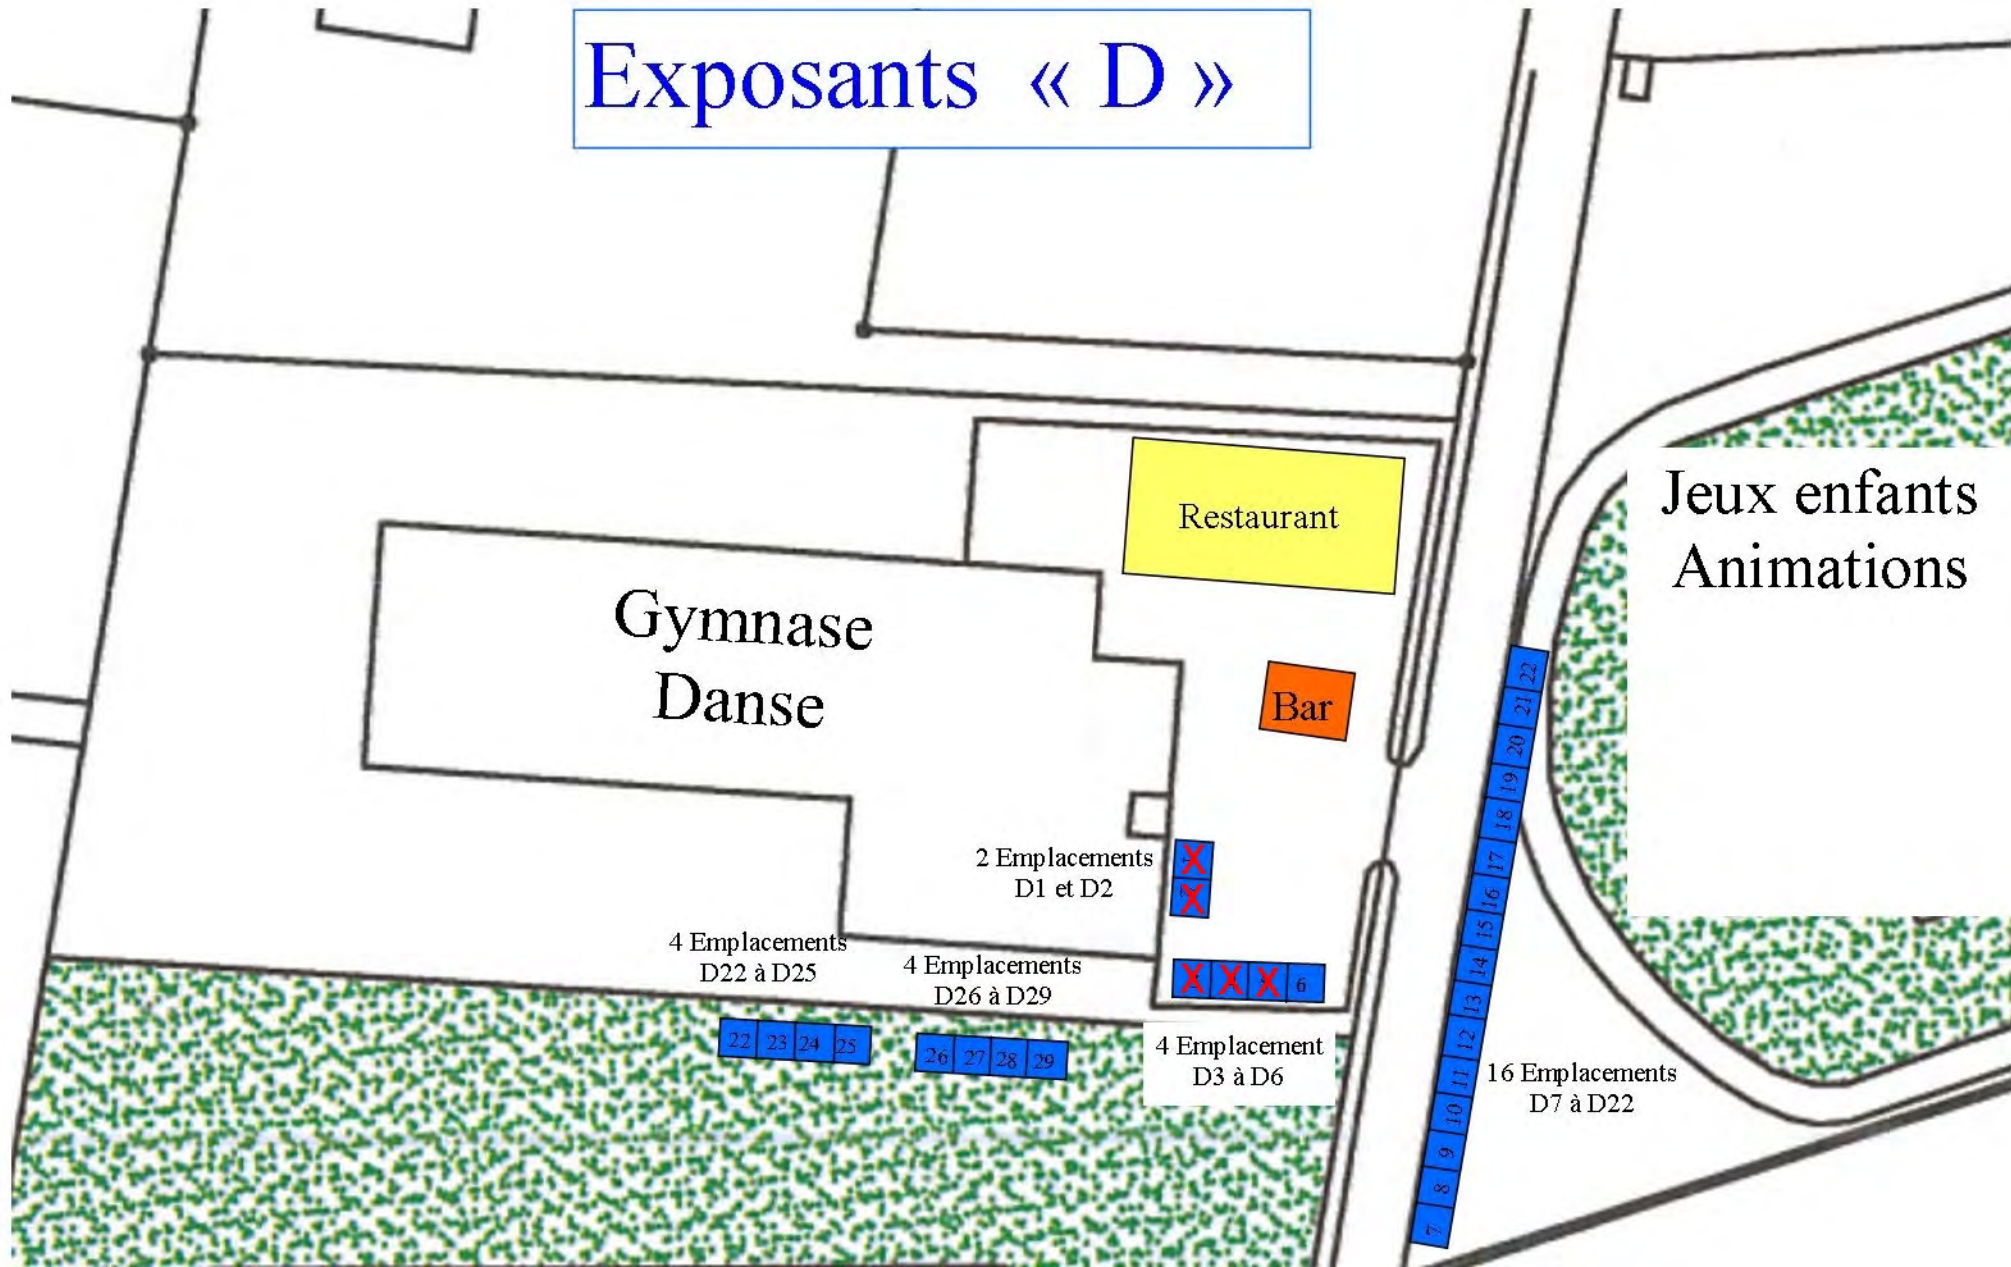 Exposants « D »
Restaurant
Jeux enfants
Animations
Gymnase
Danse
Bar
22
21
20
19
18
17
16
15
14
13
12
11
10
9
8
7
2 Emplacements
D1 et D2
4 Emplacements
D22 à D25
4 Emplacements
D26 à D29
6
22 23 24 25
26 27 28 29
4 Emplacement
D3 à D6
16 Emplacements
D7 à D22